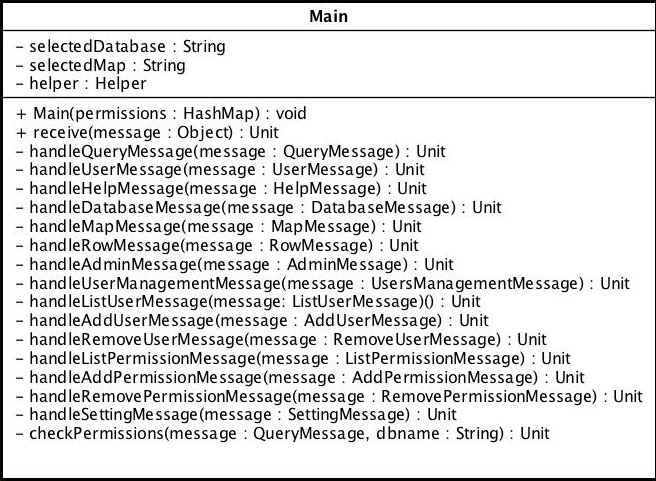 Main
- selectedDatabase : String
- selectedMap : String
- helper : Helper
+ Main(permissions : HashMap) : void
+ receive(message : Object) : Unit
- handleQueryMessage(message : QueryMessage) : Unit
- handleUserMessage(message : UserMessage) : Unit
- handleHelpMessage(message : HelpMessage) : Unit
- handleDatabaseMessage(message : DatabaseMessage) : Unit
- handleMapMessage(message : MapMessage) : Unit
- handleRowMessage(message : RowMessage) : Unit
- handleAdminMessage(message : AdminMessage) : Unit
- handleUserManagementMessage(message : UsersManagementMessage) : Unit
- handleListUserMessage(message: ListUserMessage)() : Unit
- handleAddUserMessage(message : AddUserMessage) : Unit
- handleRemoveUserMessage(message : RemoveUserMessage) : Unit
- handleListPermissionMessage(message : ListPermissionMessage) : Unit
- handleAddPermissionMessage(message : AddPermissionMessage) : Unit
- handleRemovePermissionMessage(message : RemovePermissionMessage) : Unit
- handleSettingMessage(message : SettingMessage) : Unit
- checkPermissions(message : QueryMessage, dbname : String) : Unit